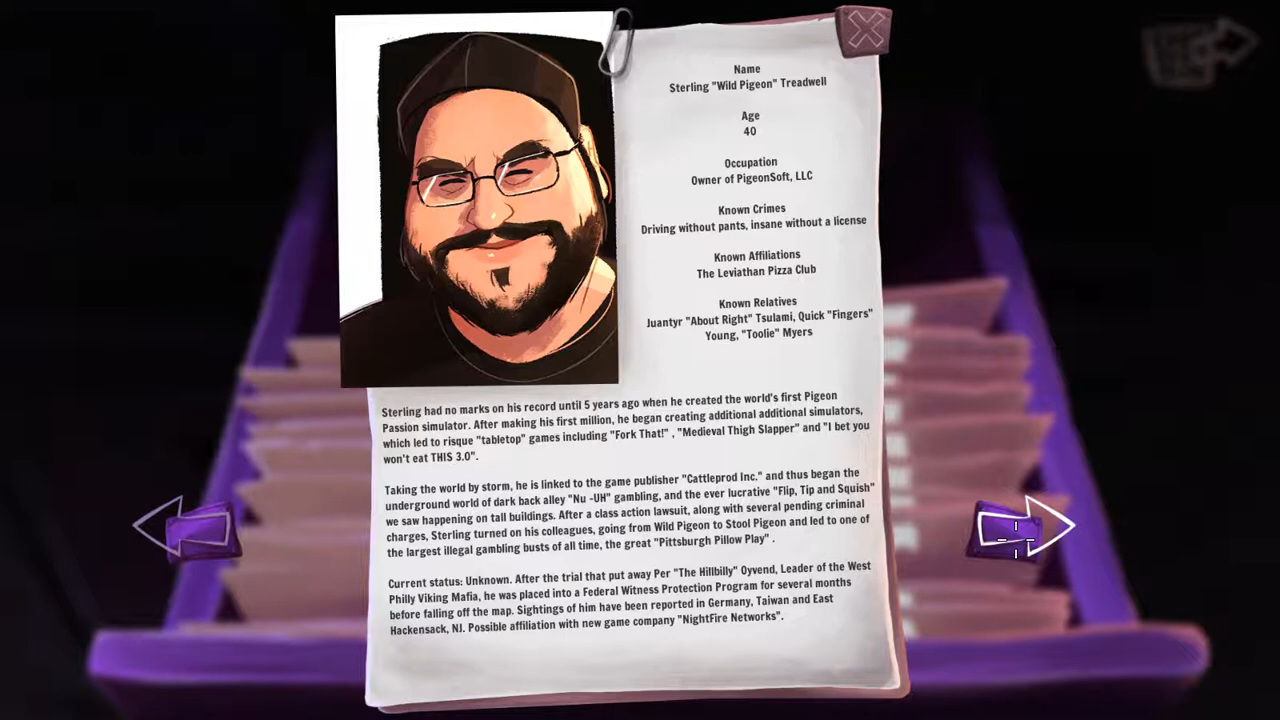 Name
Sterling "Wild Pigeon" Treadwell
Age
40
Occupation
Owner of PigeonSoft, LLC
Known Crimes
Driving without pants, insane without a license
Known Affiliations
The Leviathan Pizza Club
Known Relatives
Juantyr "About Right" Tsulami, Quick "Fingers"
Young, "Toolie" Myers
Sterling had no marks on his record until 5 years ago when he created the world's first Pigeon
Passion simulator. After making his first million, he began creating additional additional simulators,
which led to risque "tabletop" games including "Fork That!" , "Medieval Thigh Slapper" and "I bet you
won't eat THIS 3.0".
Taking the world by storm, he is linked to the game publisher "Cattleprod Inc." and thus began the
underground world of dark back alley "Nu -UH" gambling, and the ever lucrative "Flip, Tip and Squish"
we saw happening on tall buildings. After a class action lawsuit, along with several pending criminal
charges, Sterling turned on his colleagues, going from Wild Pigeon to Stool Pigeon and led to one of
the largest illegal gambling busts of all time, the great "Pittsburgh Pillow Play" .
Current status: Unknown. After the trial that put away Per "The Hillbilly" Oyvend, Leader of the West
Philly Viking Mafia, he was placed into a Federal Witness Protection Program for several months
before falling off the map. Sightings of him have been reported in Germany, Taiwan and East
Hackensack, NJ. Possible affiliation with new game company "NightFire Networks".